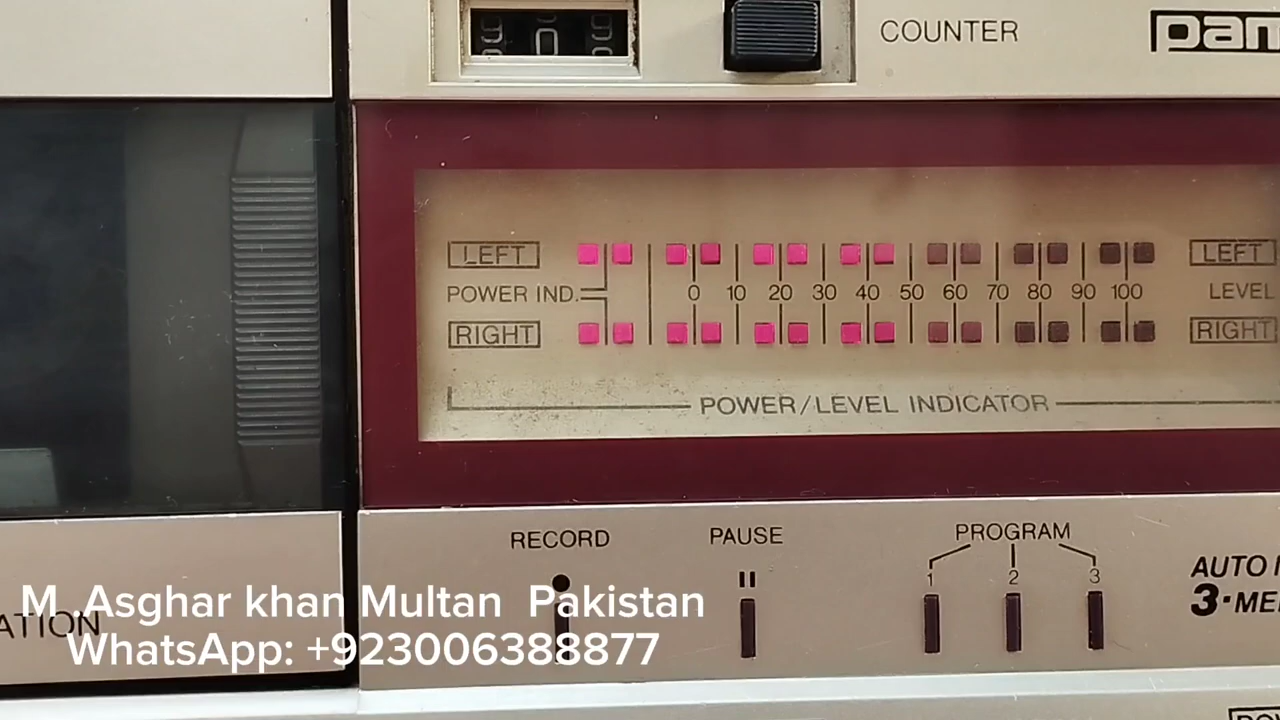 0
COUNTER
pan
LEFT
LEFT
POWER IND.
0 10 20 30 40 50 60 70 80 90 100
LEVEL
RIGHT
RIGHT
POWER/LEVEL INDICATOR
RECORD
PAUSE
PROGRAM
1 2 3
AUTO
3·ME
ATION
M Asghar khan Multan Pakistan
WhatsApp: +923006388877